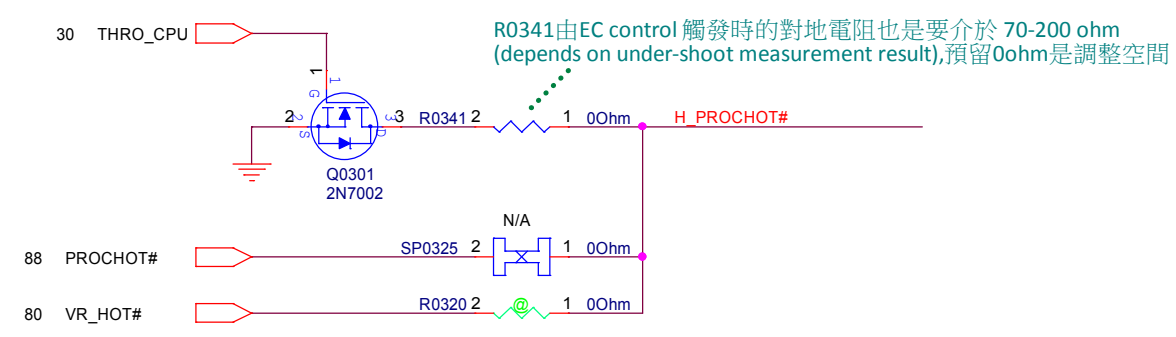 R0341由EC control 觸發時的對地電阻也是要介於 70-200 ohm
(depends on under-shoot measurement result),預留0ohm是調整空間
30 THRO_CPU
1
1
G
2 2 S
3 D 3 R0341 2 1 0Ohm H_PROCHOT#
Q0301
2N7002
N/A
88 PROCHOT# SP0325 2 1 0Ohm
80 VR_HOT# R0320 2 @ 1 0Ohm